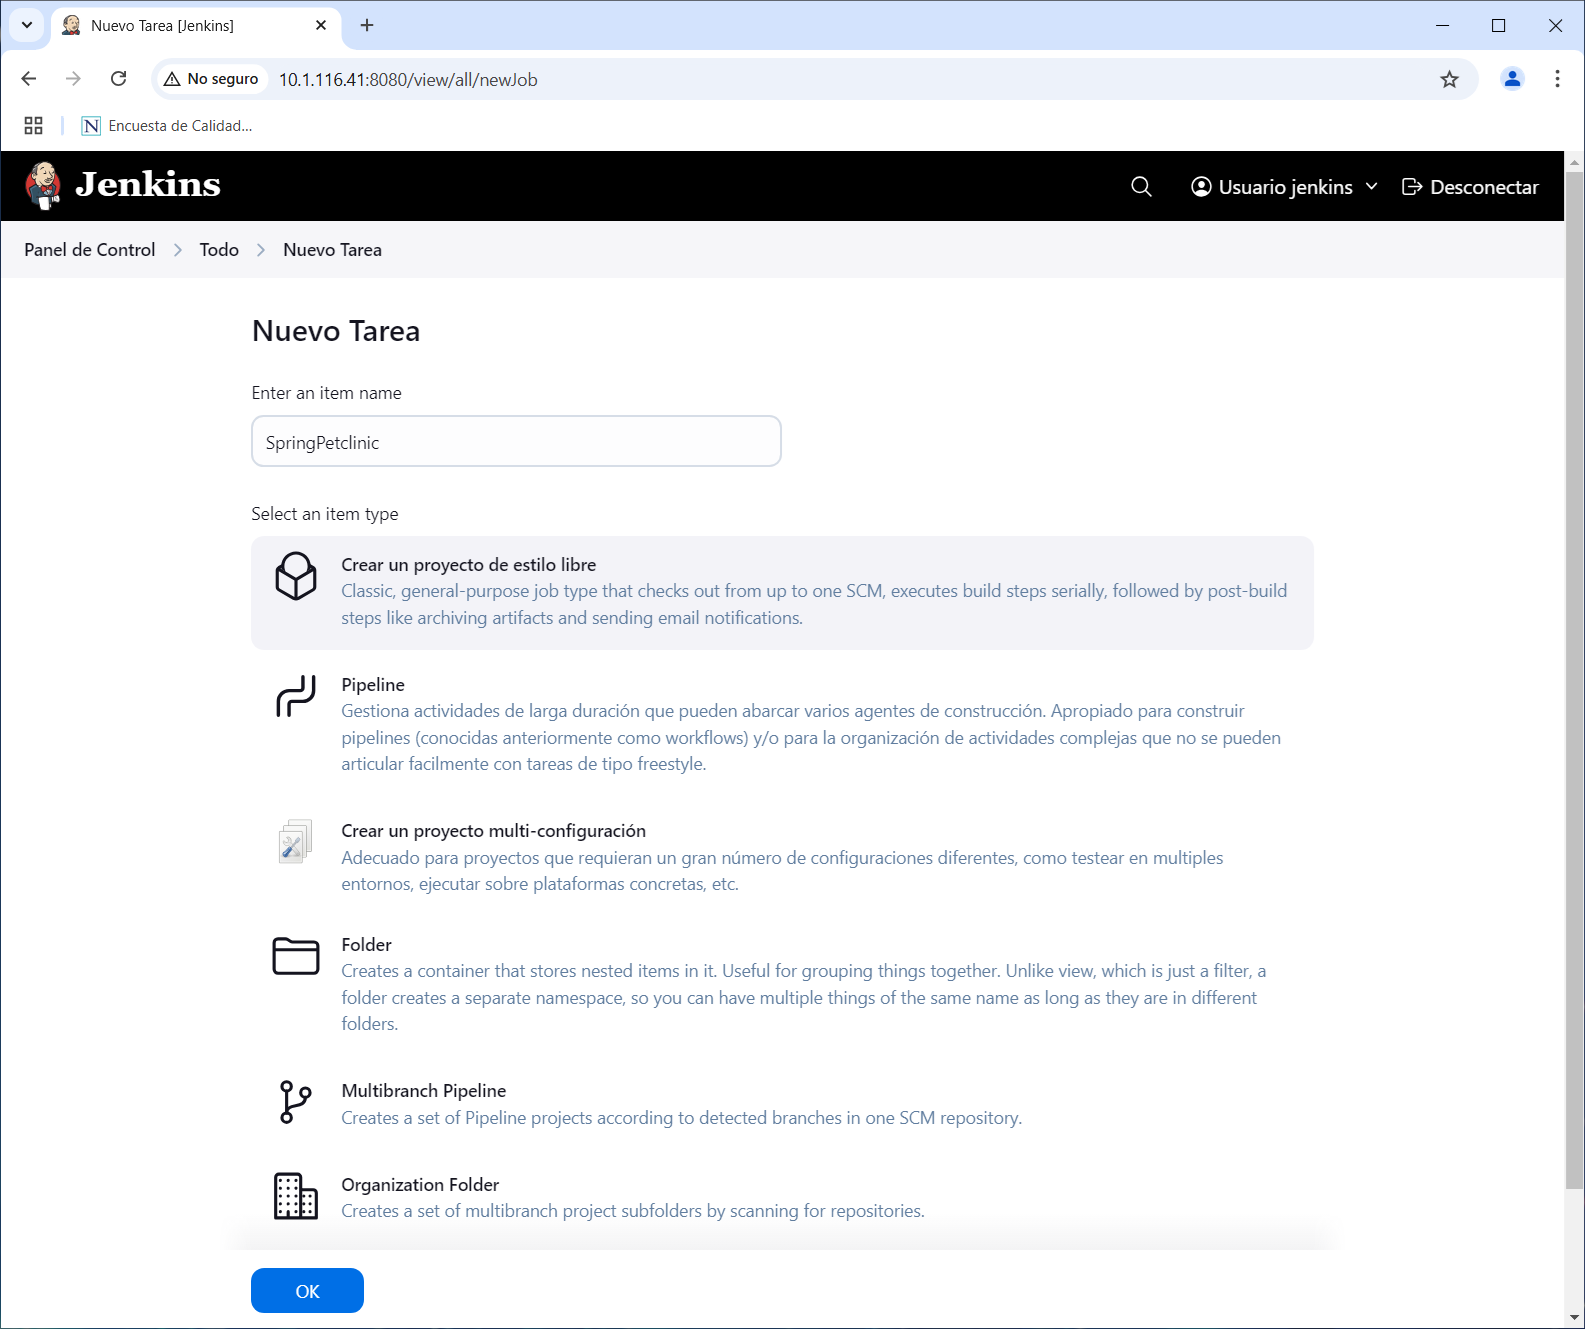 Nuevo Tarea [Jenkins]
No seguro
10.1.116.41:8080/view/all/newJob
Encuesta de Calidad...
Jenkins
Usuario jenkins
Desconectar
Panel de Control
Todo
Nuevo Tarea
Nuevo Tarea
Enter an item name
SpringPetclinic
Select an item type
Crear un proyecto de estilo libre
Classic, general-purpose job type that checks out from up to one SCM, executes build steps serially, followed by post-build
steps like archiving artifacts and sending email notifications.
Pipeline
Gestiona actividades de larga duración que pueden abarcar varios agentes de construcción. Apropiado para construir
pipelines (conocidas anteriormente como workflows) y/o para la organización de actividades complejas que no se pueden
articular facilmente con tareas de tipo freestyle.
Crear un proyecto multi-configuración
Adecuado para proyectos que requieran un gran número de configuraciones diferentes, como testear en multiples
entornos, ejecutar sobre plataformas concretas, etc.
Folder
Creates a container that stores nested items in it. Useful for grouping things together. Unlike view, which is just a filter, a
folder creates a separate namespace, so you can have multiple things of the same name as long as they are in different
folders.
Multibranch Pipeline
Creates a set of Pipeline projects according to detected branches in one SCM repository.
Organization Folder
Creates a set of multibranch project subfolders by scanning for repositories.
OK